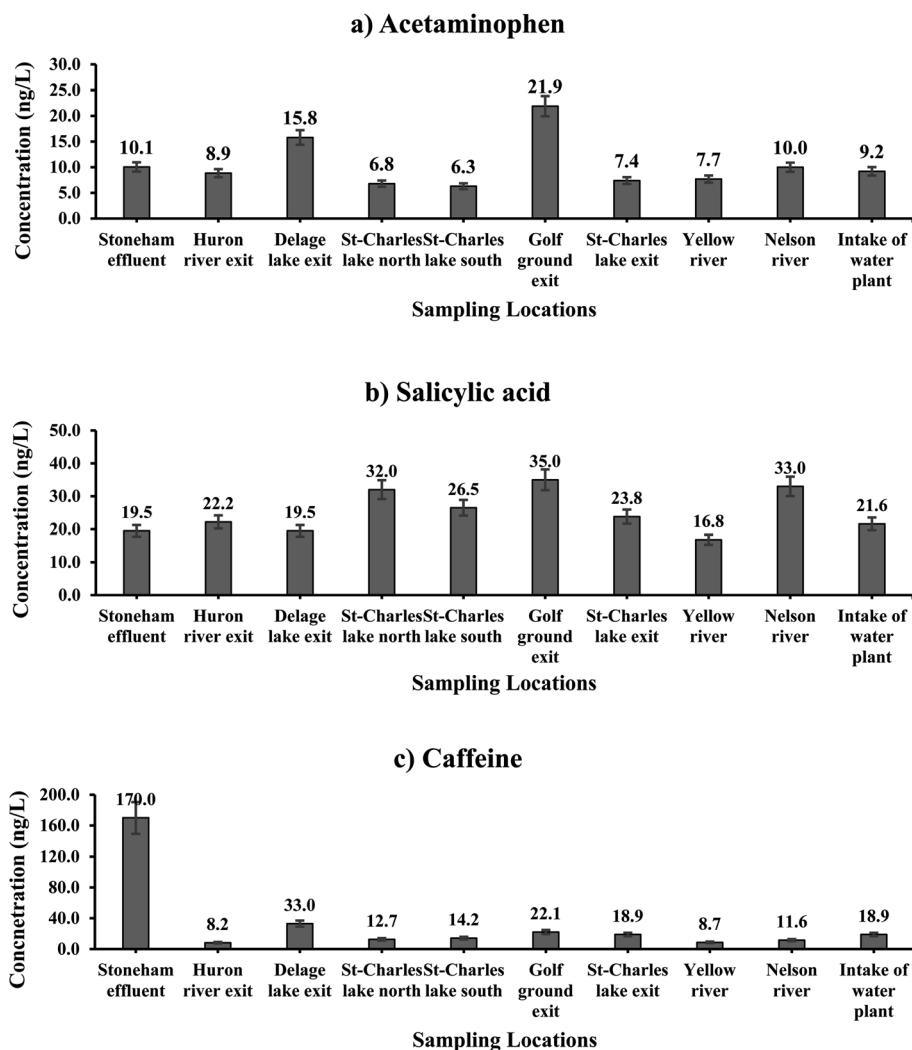 a) Acetaminophen
Concentration (ng/L)
30.0
25.0
20.0
15.0
10.0
5.0
0.0
10.1
8.9
15.8
6.8
6.3
21.9
7.4
7.7
10.0
9.2
Stoneham effluent
Huron river exit
Delage lake exit
St-Charles lake north
St-Charles lake south
Golf ground exit
St-Charles lake exit
Yellow river
Nelson river
Intake of water plant
Sampling Locations
b) Salicylic acid
Concentration (ng/L)
50.0
40.0
30.0
20.0
10.0
0.0
19.5
22.2
19.5
32.0
26.5
35.0
23.8
16.8
33.0
21.6
Stoneham effluent
Huron river exit
Delage lake exit
St-Charles lake north
St-Charles lake south
Golf ground exit
St-Charles lake exit
Yellow river
Nelson river
Intake of water plant
Sampling Locations
c) Caffeine
Concnetration (ng/L)
200.0
160.0
120.0
80.0
40.0
0.0
170.0
8.2
33.0
12.7
14.2
22.1
18.9
8.7
11.6
18.9
Stoneham effluent
Huron river exit
Delage lake exit
St-Charles lake north
St-Charles lake south
Golf ground exit
St-Charles lake exit
Yellow river
Nelson river
Intake of water plant
Sampling Locations